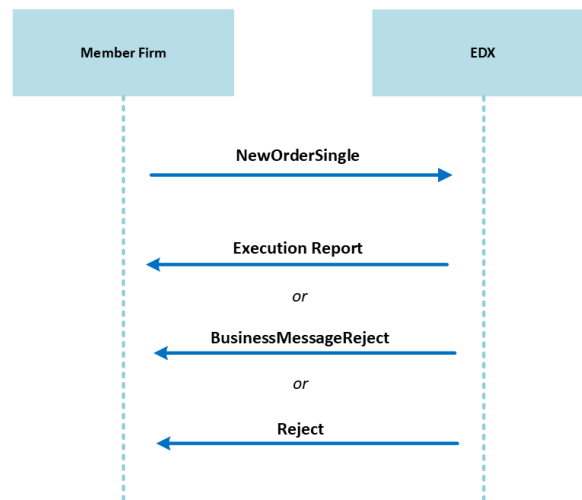 Member Firm
EDX
NewOrderSingle
Execution Report
or
BusinessMessageReject
or
Reject